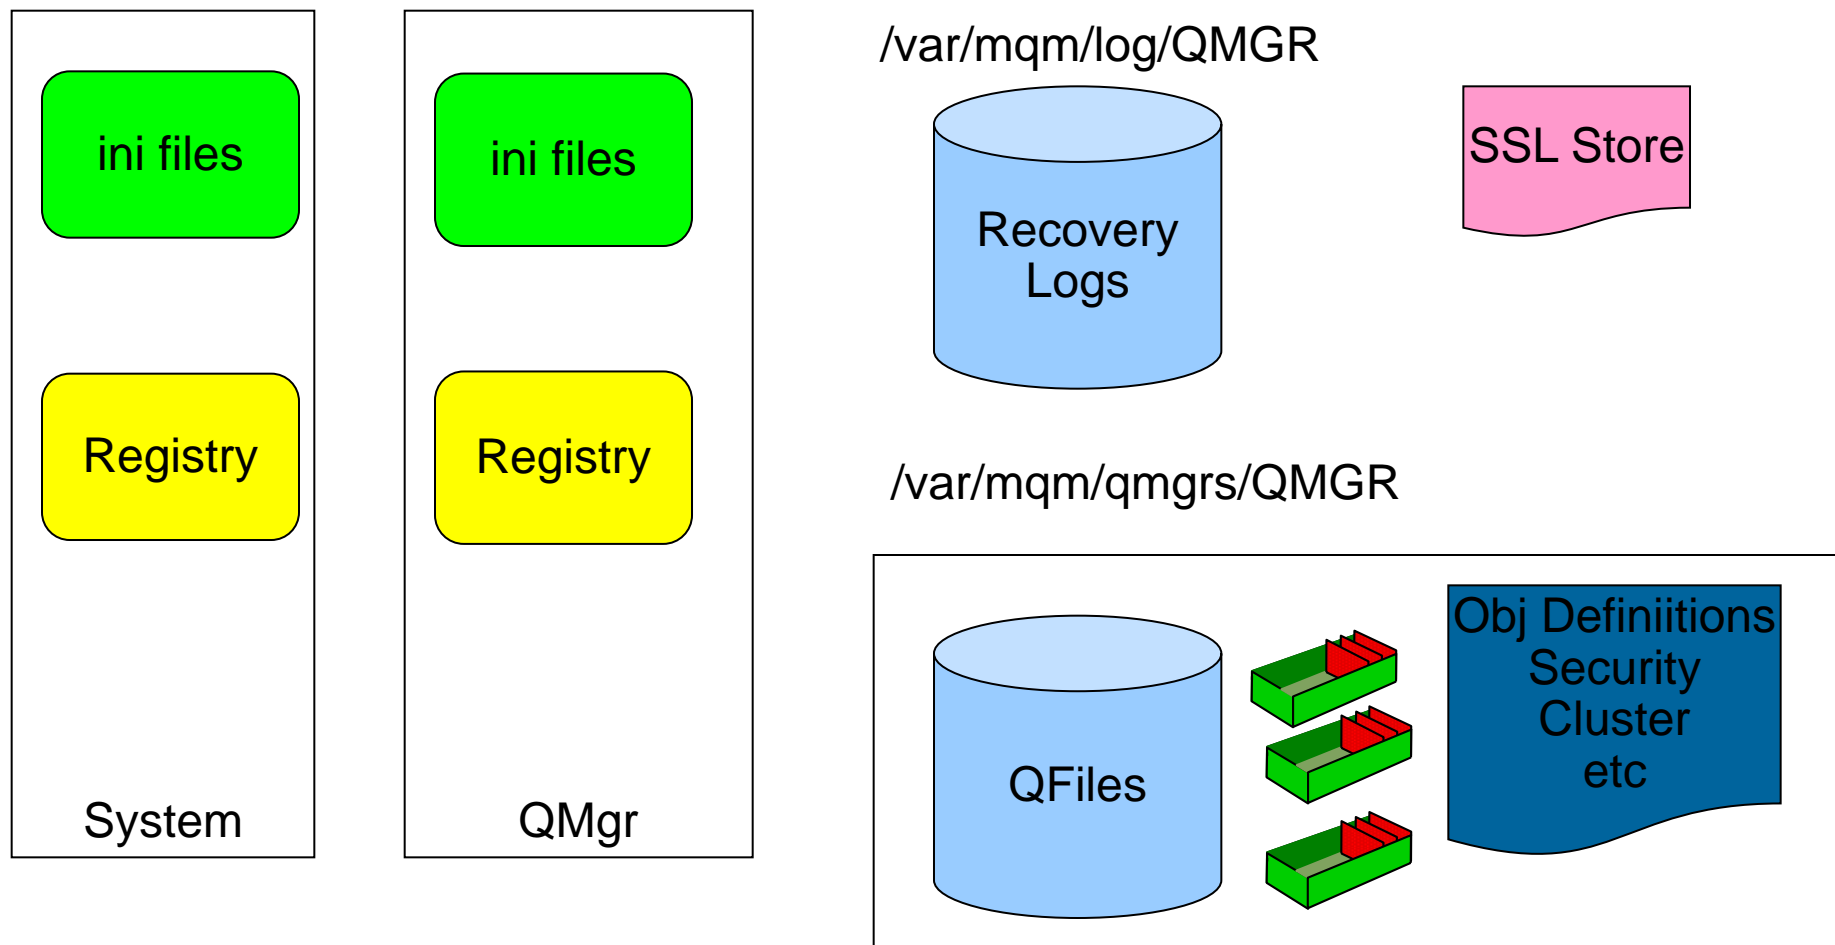 ini files
Registry
System
ini files
Registry
QMgr
/var/mqm/log/QMGR
Recovery
Logs
SSL Store
/var/mqm/qmgrs/QMGR
QFiles
Obj Definiitions
Security
Cluster
etc